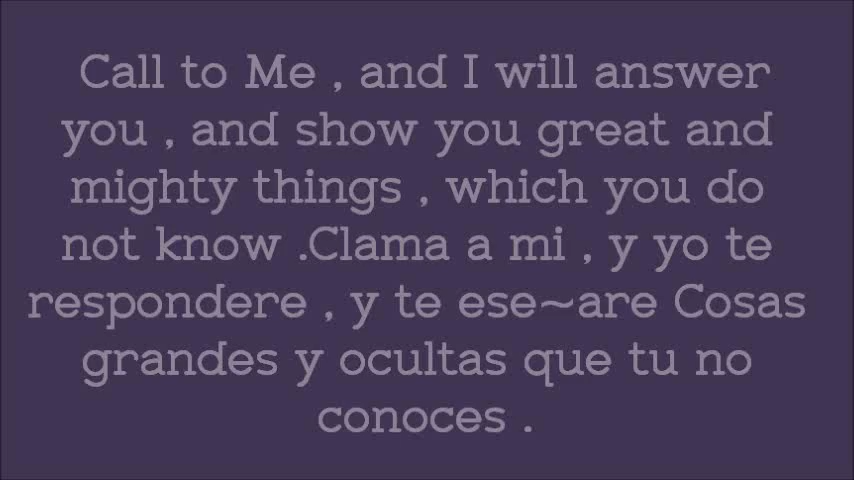 Call to Me , and I will answer
you , and show you great and
mighty things , which you do
not know .Clama a mi , y yo te
respondere , y te ese~are Cosas
grandes y ocultas que tu no
conoces .